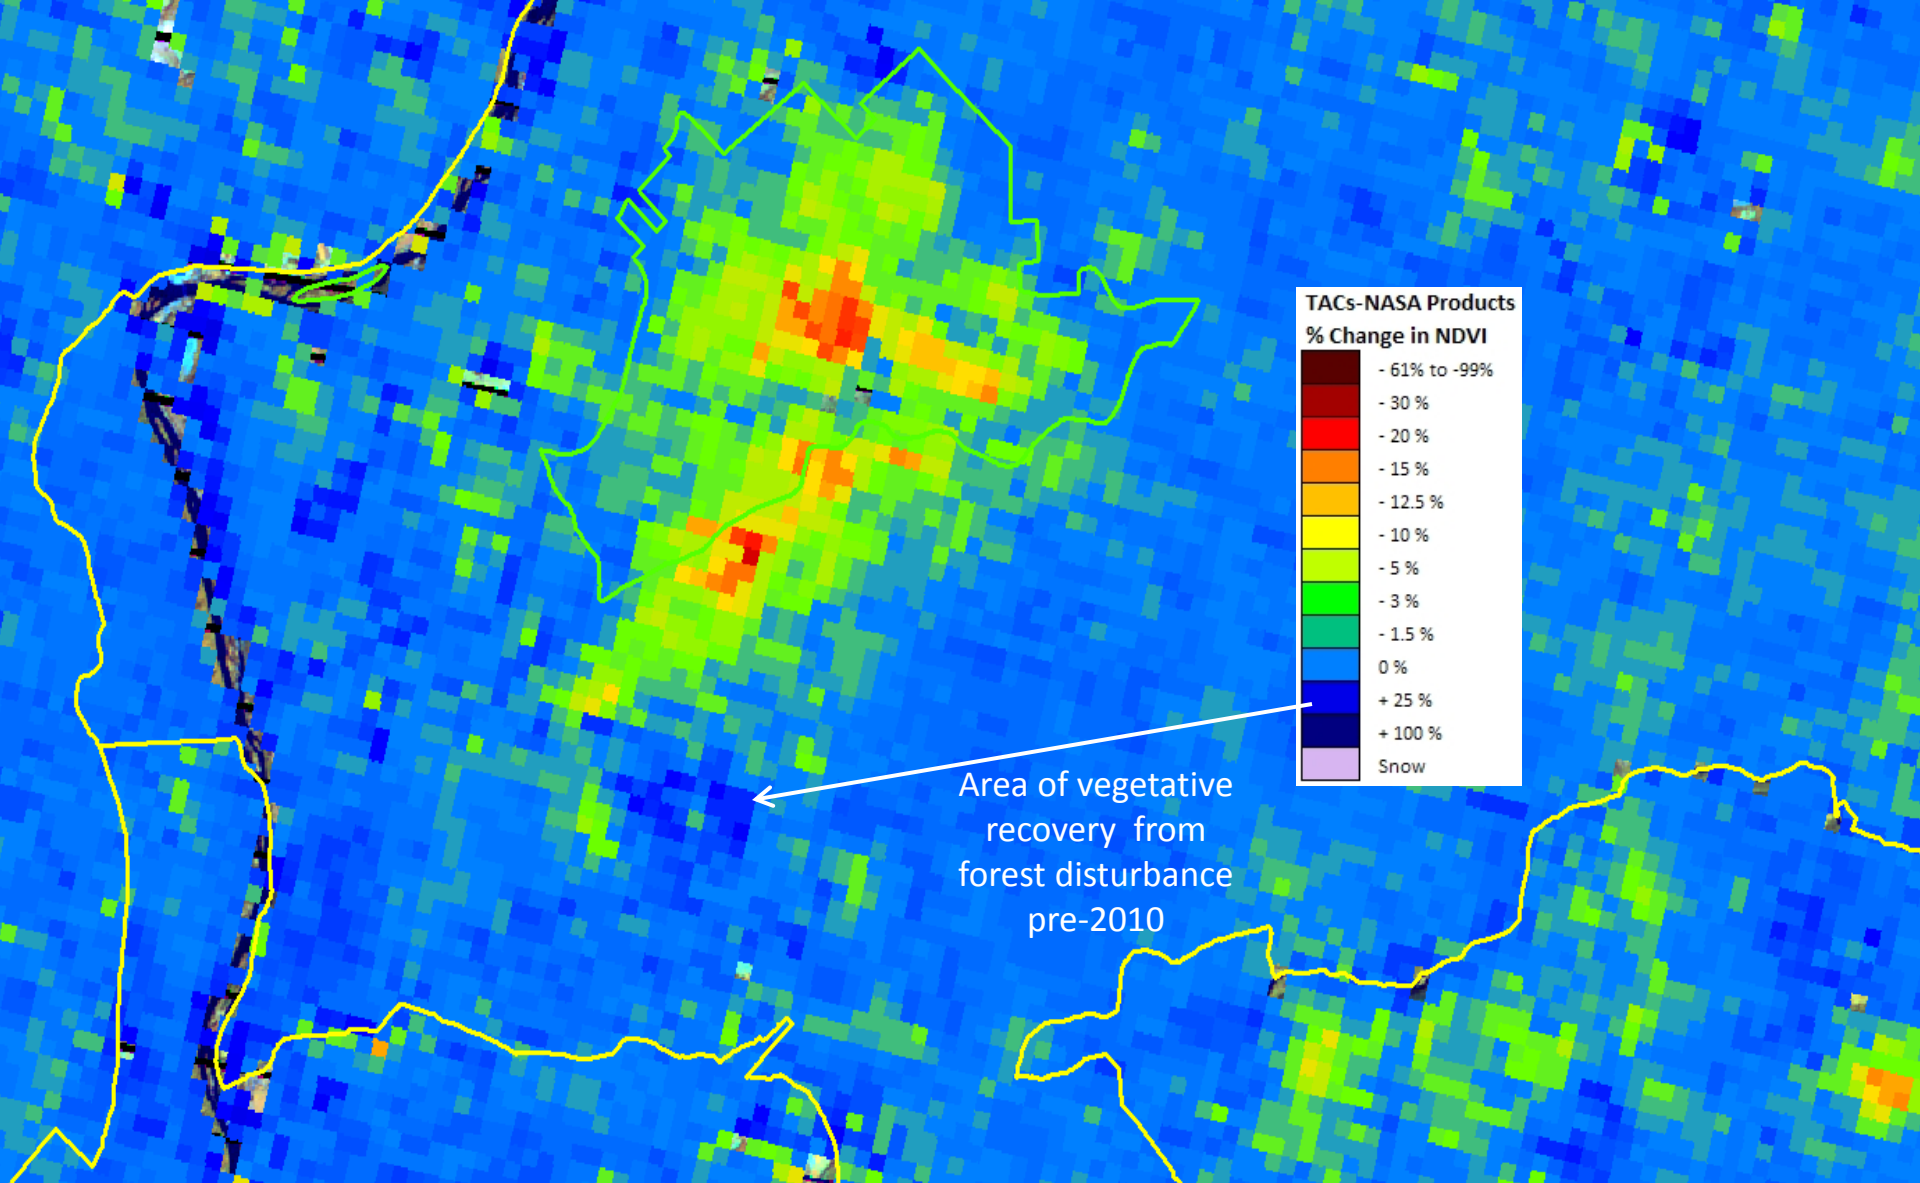 TACs-NASA Products
% Change in NDVI
- 61% to -99%
- 30 %
- 20 %
- 15 %
- 12.5 %
- 10 %
- 5 %
- 3 %
- 1.5 %
0 %
+ 25 %
+ 100 %
Snow
Area of vegetative
recovery from
forest disturbance
pre-2010